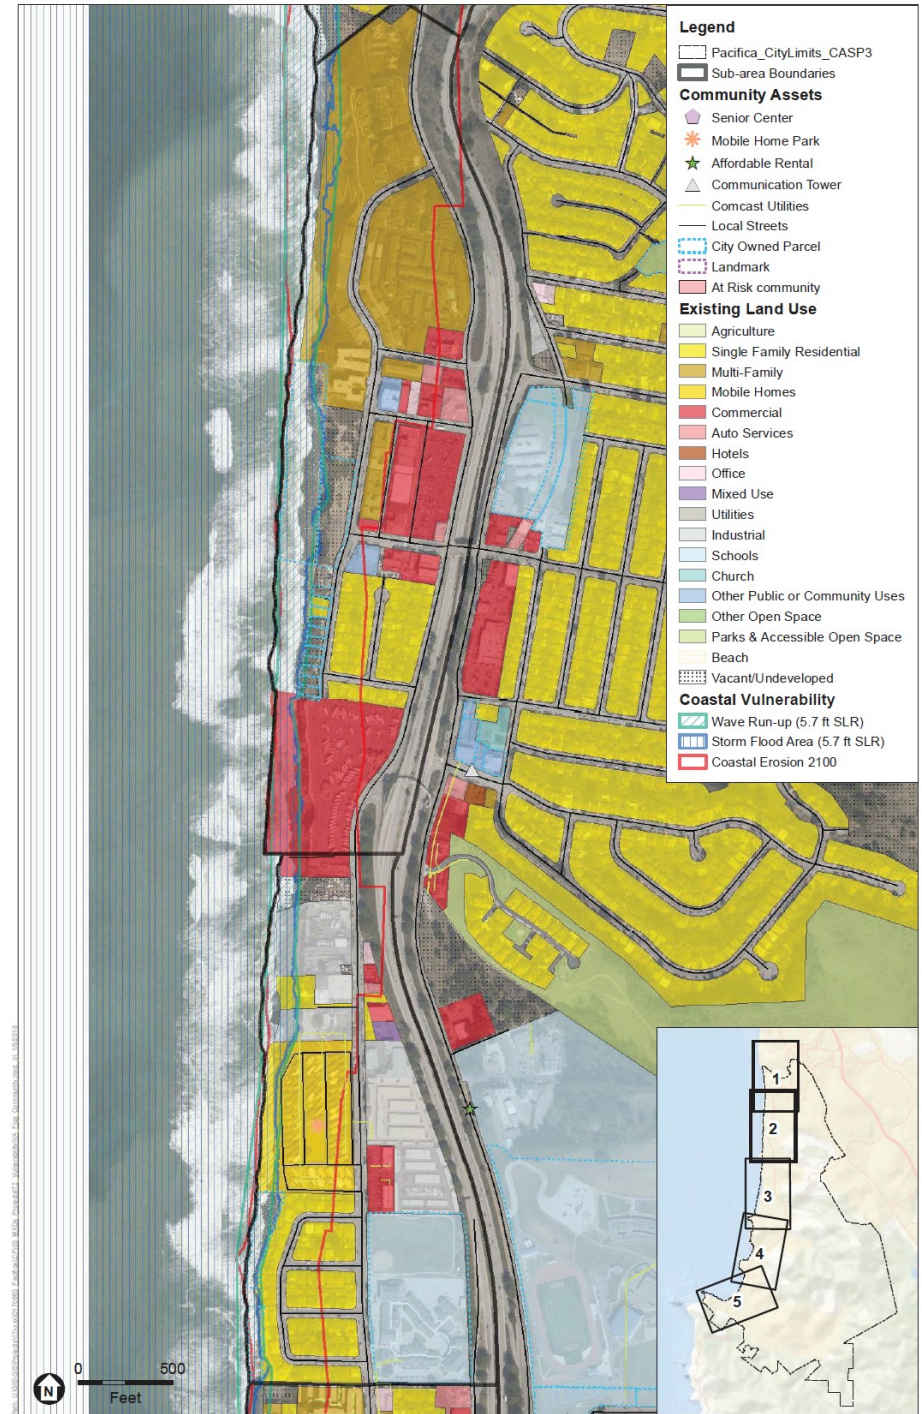 Legend
Pacifica_CityLimits_CASP3
Sub-area Boundaries
Community Assets
Senior Center
Mobile Home Park
Affordable Rental
Communication Tower
Comcast Utilities
Local Streets
City Owned Parcel
Landmark
At Risk community
Existing Land Use
Agriculture
Single Family Residential
Multi-Family
Mobile Homes
Commercial
Auto Services
Hotels
Office
Mixed Use
Utilities
Industrial
Schools
Church
Other Public or Community Uses
Other Open Space
Parks & Accessible Open Space
Beach
Vacant/Undeveloped
Coastal Vulnerability
Wave Run-up (5.7 ft SLR)
Storm Flood Area (5.7 ft SLR)
Coastal Erosion 2100
1
2
3
4
5
N
0 500
Feet